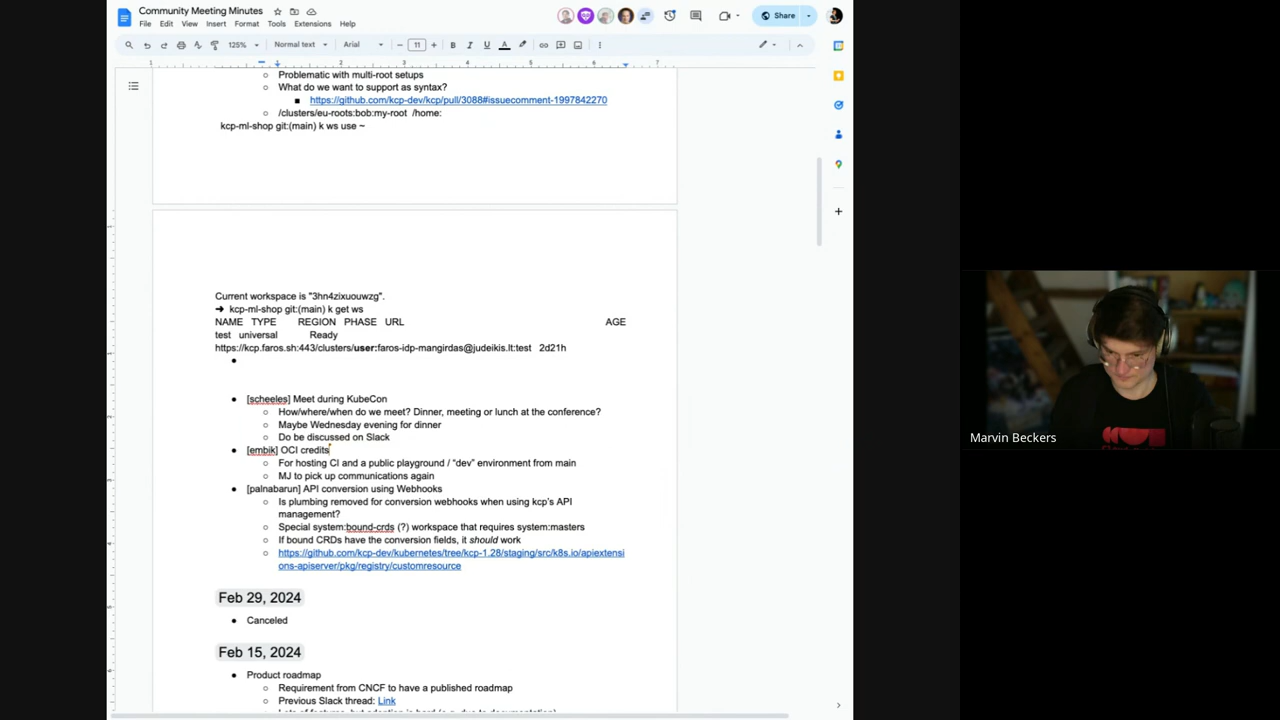 Community Meeting Minutes
File Edit View Insert Format Tools Extensions Help
Share
125% Normal text Arial 11
1 1 2 3 4 5 6 7
Problematic with multi-root setups
What do we want to support as syntax?
https://github.com/kcp-dev/kcp/pull/3088#issuecomment-1997842270
/clusters/eu-roots:bob:my-root /home:
kcp-ml-shop git:(main) k ws use ~
Current workspace is "3hn4zixuouwzg".
➜ kcp-ml-shop git:(main) k get ws
NAME TYPE REGION PHASE URL AGE
test universal Ready
https://kcp.faros.sh:443/clusters/user:faros-idp-mangirdas@judeikis.lt:test 2d21h
[scheeles] Meet during KubeCon
How/where/when do we meet? Dinner, meeting or lunch at the conference?
Maybe Wednesday evening for dinner
Do be discussed on Slack
[embik] OCI credits
For hosting CI and a public playground / "dev" environment from main
MJ to pick up communications again
[palnabarun] API conversion using Webhooks
Is plumbing removed for conversion webhooks when using kcp's API
management?
Special system:bound-crds (?) workspace that requires system:masters
If bound CRDs have the conversion fields, it should work
https://github.com/kcp-dev/kubernetes/tree/kcp-1.28/staging/src/k8s.io/apiextensi
ons-apiserver/pkg/registry/customresource
Feb 29, 2024
Canceled
Feb 15, 2024
Product roadmap
Requirement from CNCF to have a published roadmap
Previous Slack thread: Link
Marvin Beckers